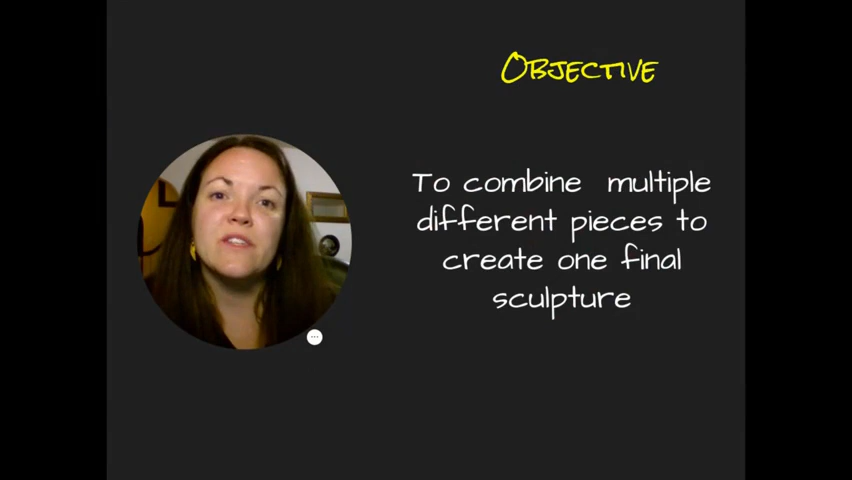 Objective
To combine multiple
different pieces to
create one final
sculpture